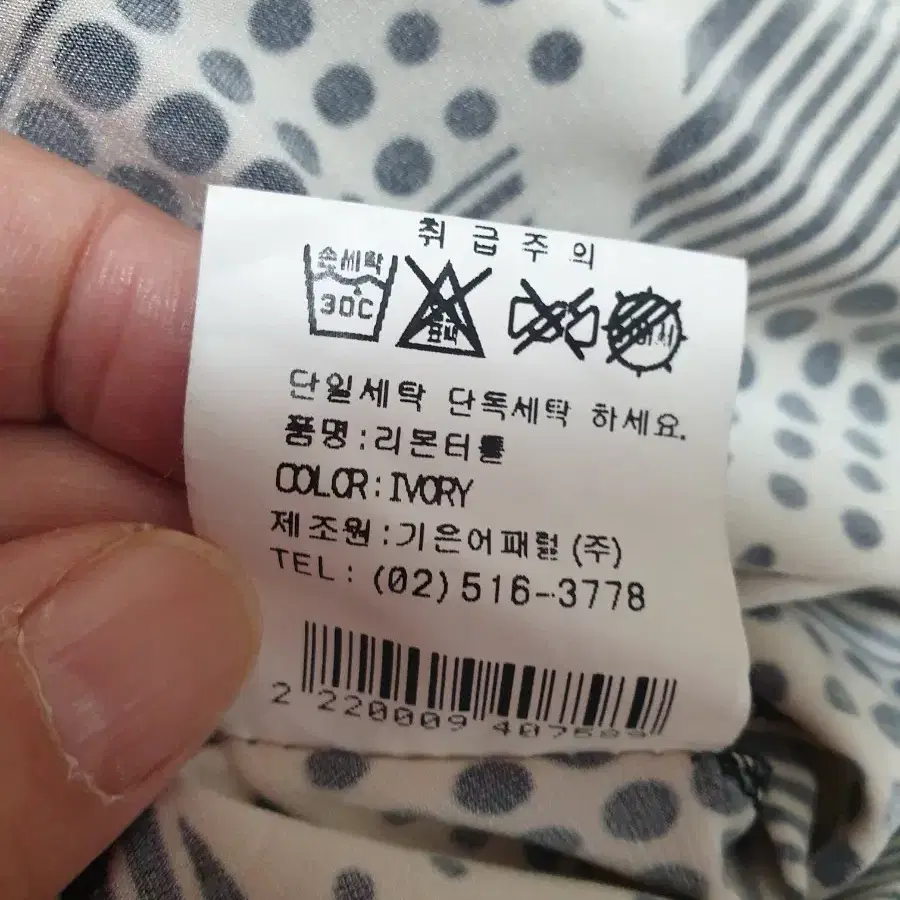 취급주의
손세탁
30C
표백
단일세탁 단독세탁 하세요.
품명:리본터틀
COLOR:IVORY
제조원:기은어패럴(주)
TEL:(02)516-3778
2 220009